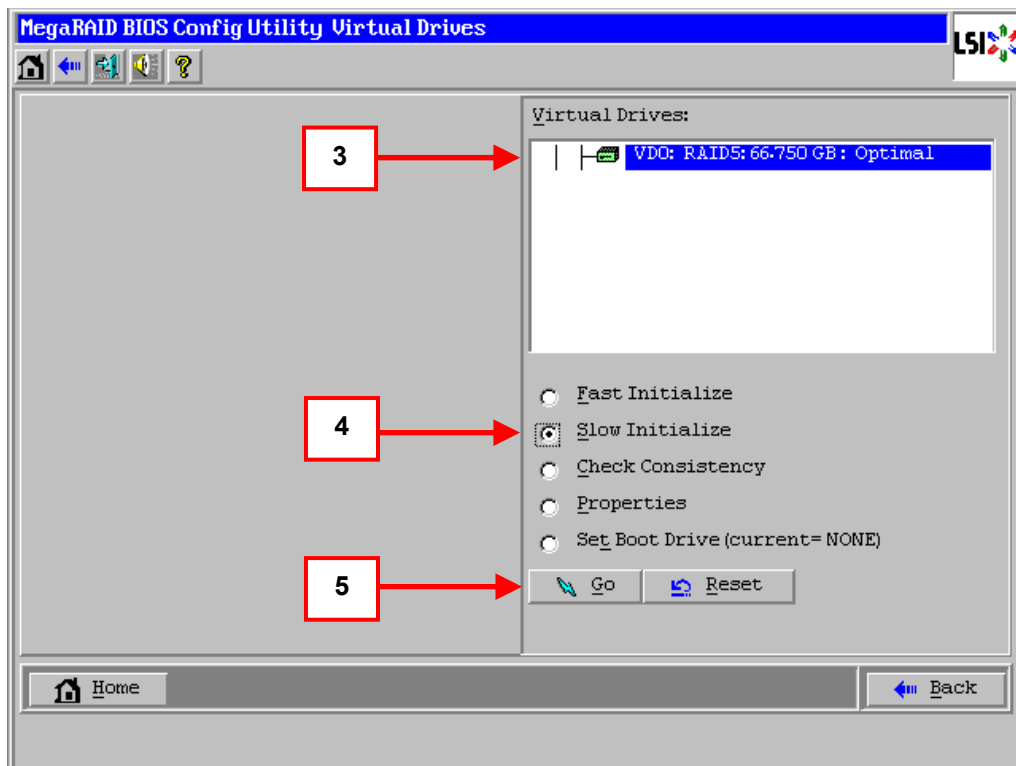 MegaRAID BIOS Config Utility Virtual Drives
LSI
?
Virtual Drives:
3
VD0: RAID5: 66.750 GB: Optimal
Fast Initialize
4
Slow Initialize
Check Consistency
Properties
Set Boot Drive (current= NONE)
5
Go
Reset
Home
Back